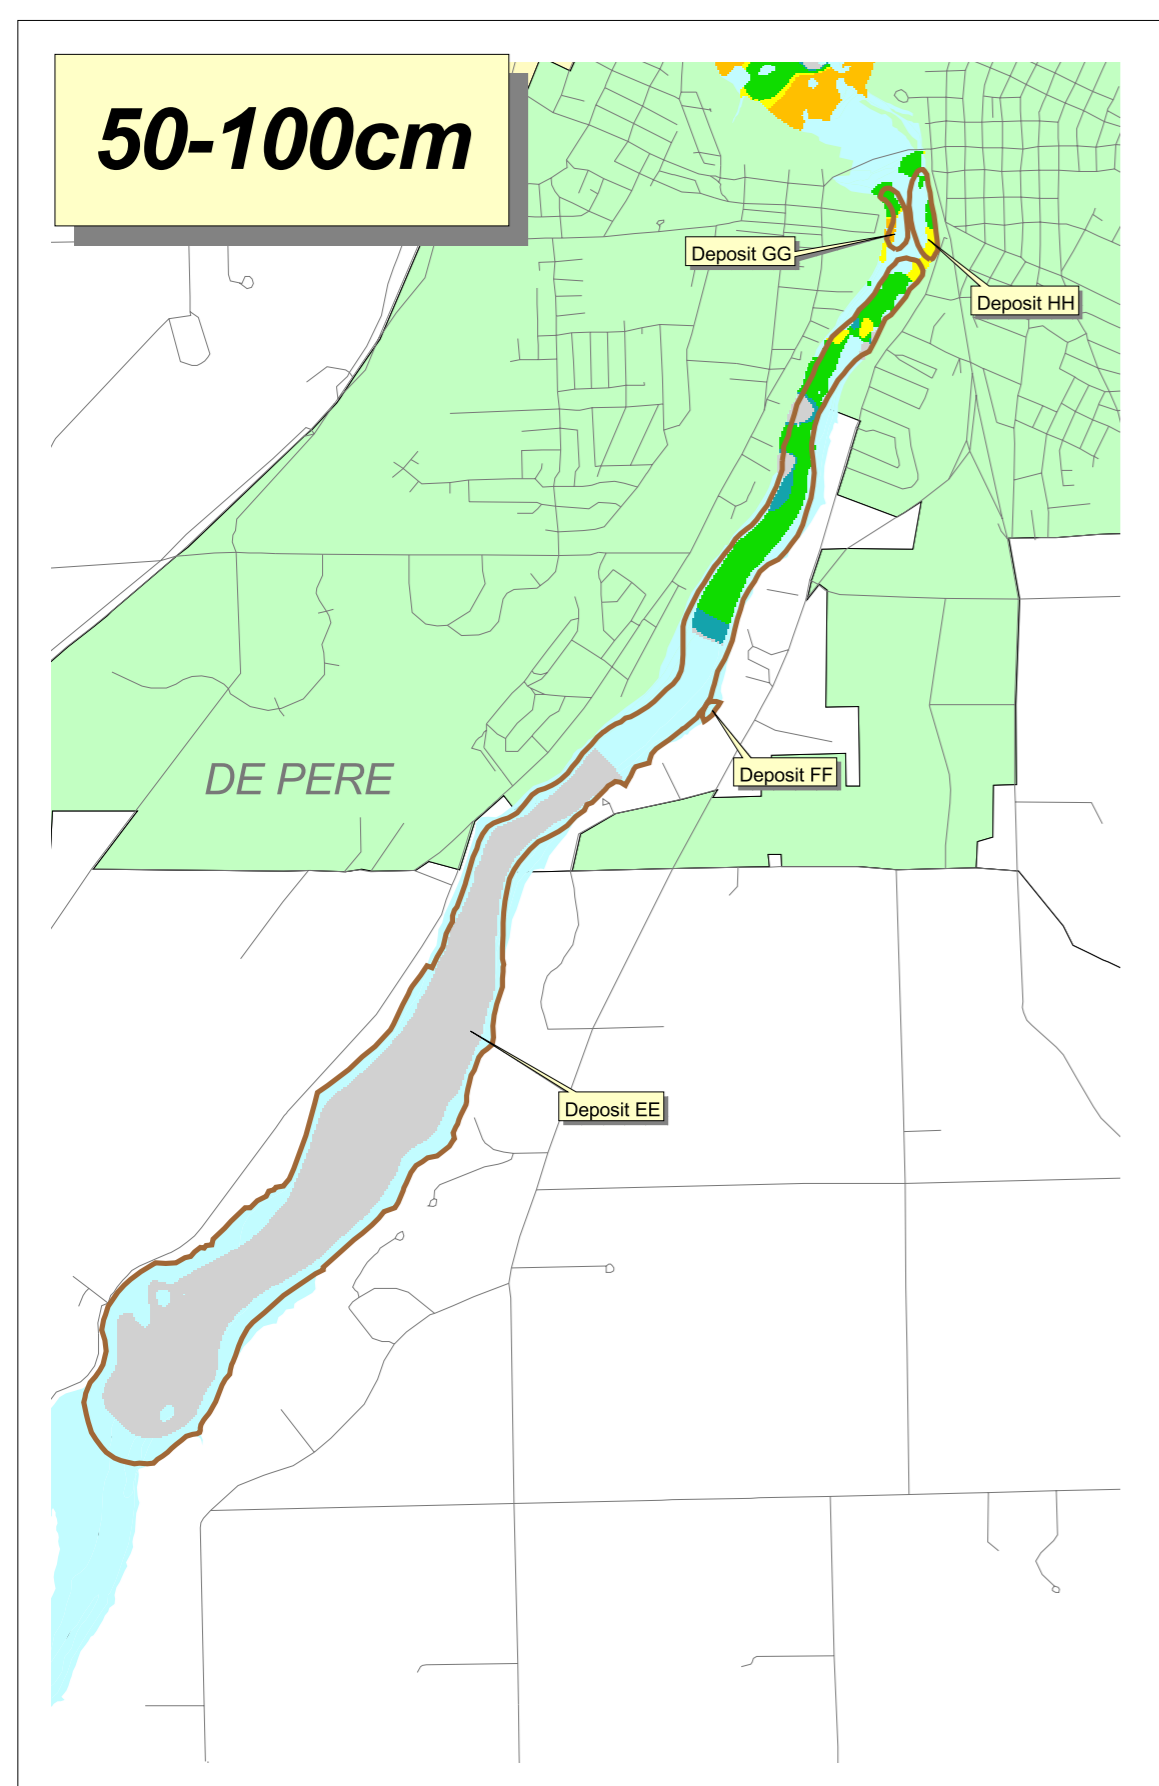 50-100cm
Deposit GG
Deposit HH
Deposit FF
DE PERE
Deposit EE